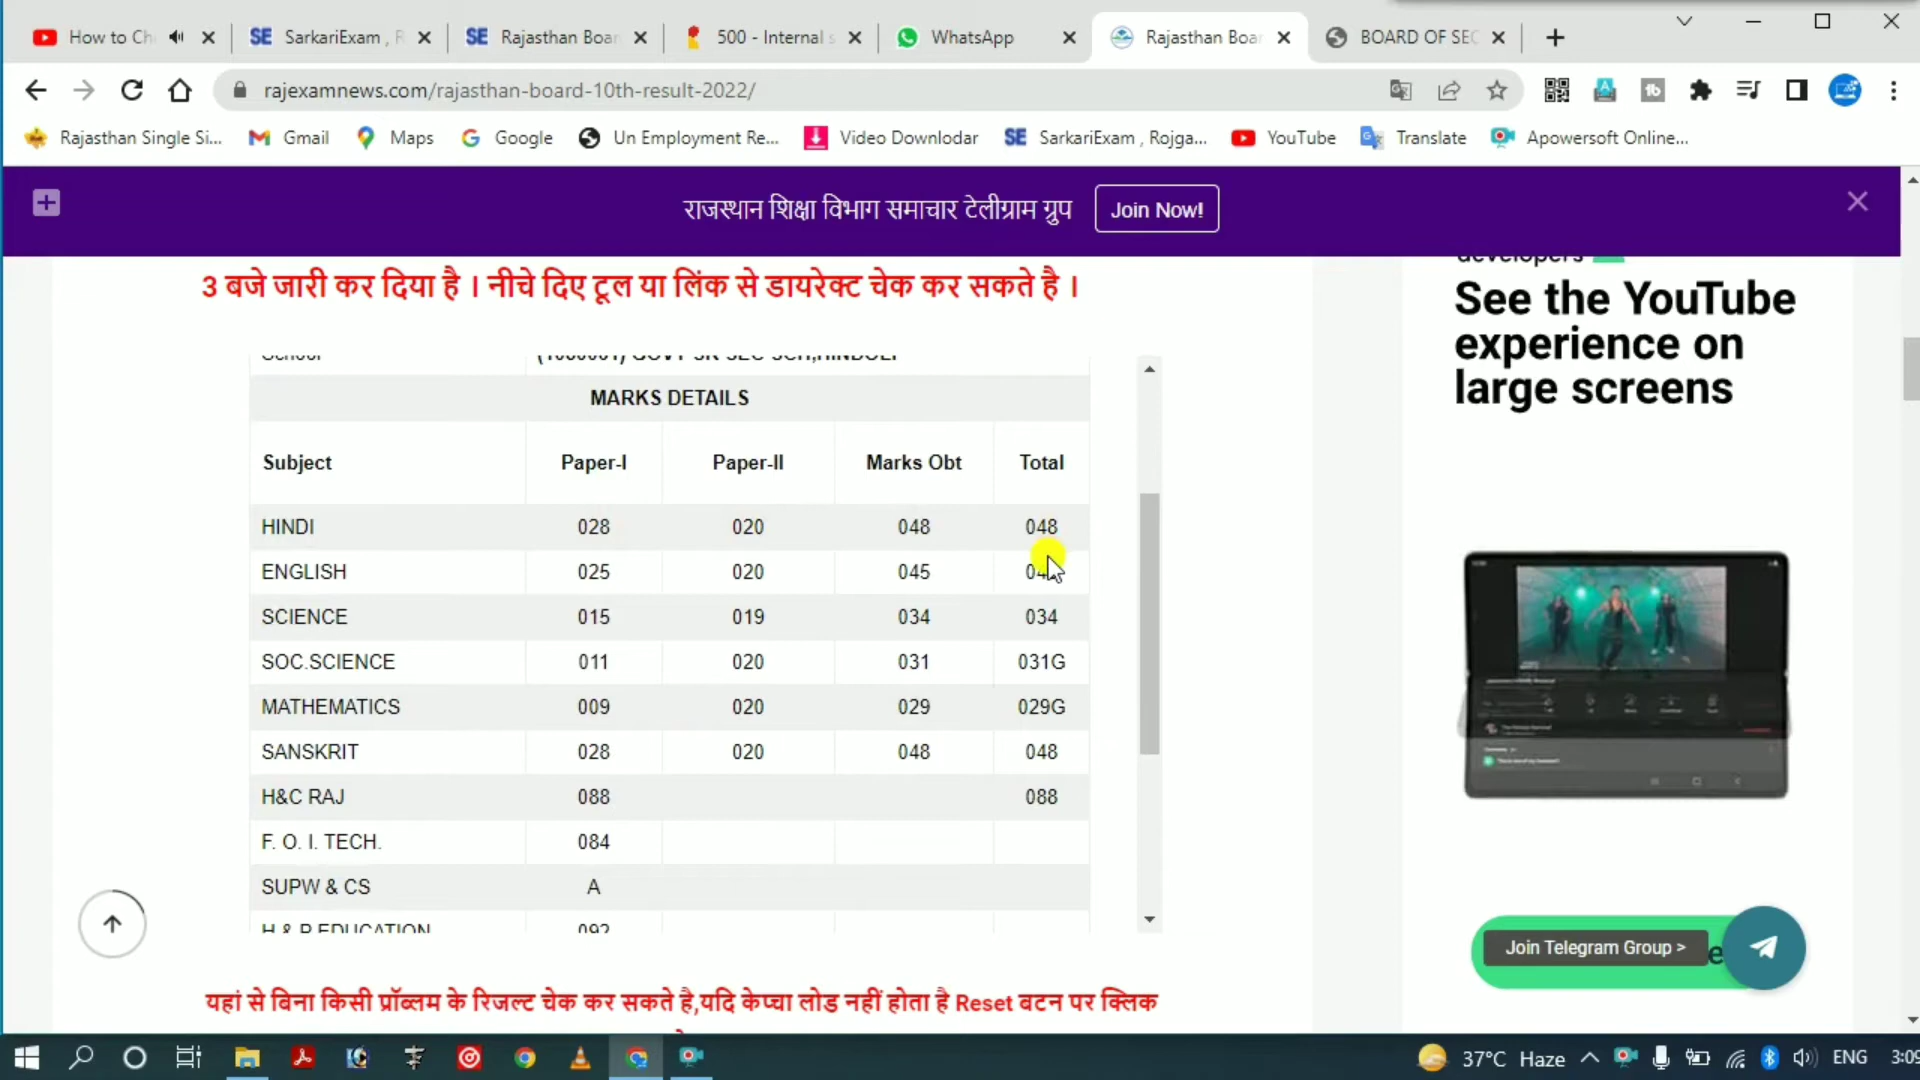 How to Ch
SarkariExam , R
Rajasthan Boar
500 - Internal s
WhatsApp
Rajasthan Boar
BOARD OF SEC
rajexamnews.com/rajasthan-board-10th-result-2022/
Rajasthan Single Si...
Gmail
Maps
Google
Un Employment Re...
Video Downlodar
SarkariExam , Rojga...
YouTube
Translate
Apowersoft Online...
राजस्थान शिक्षा विभाग समाचार टेलीग्राम ग्रुप
Join Now!
3 बजे जारी कर दिया है । नीचे दिए टूल या लिंक से डायरेक्ट चेक कर सकते है ।
developers
See the YouTube
experience on
large screens
MARKS DETAILS
Subject Paper-I Paper-II Marks Obt Total
HINDI 028 020 048 048
ENGLISH 025 020 045
SCIENCE 015 019 034 034
SOC.SCIENCE 011 020 031 031G
MATHEMATICS 009 020 029 029G
SANSKRIT 028 020 048 048
H&C RAJ 088 088
F. O. I. TECH. 084
SUPW & CS A
Join Telegram Group >
यहां से बिना किसी प्रॉब्लम के रिजल्ट चेक कर सकते है,यदि केप्चा लोड नहीं होता है Reset बटन पर क्लिक
37°C Haze
ENG